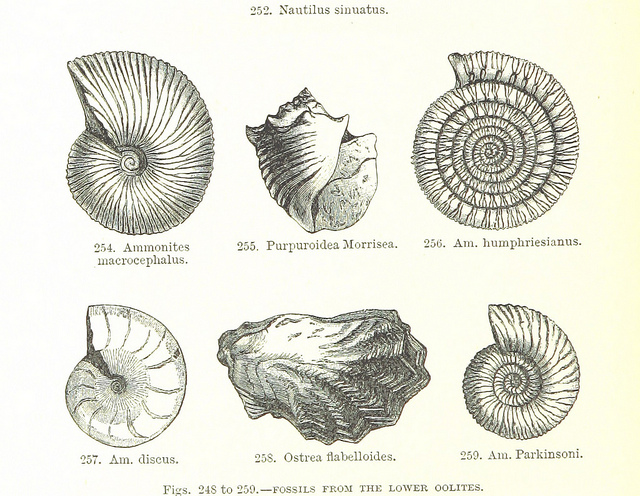 252. Nautilus sinuatus.
254. Ammonites
macrocephalus.
255. Purpuroidea Morrisea.
256. Am. humphriesianus.
257. Am. discus.
258. Ostrea flabelloides.
259. Am. Parkinsoni.
Figs. 248 to 259.—FOSSILS FROM THE LOWER OOLITES.